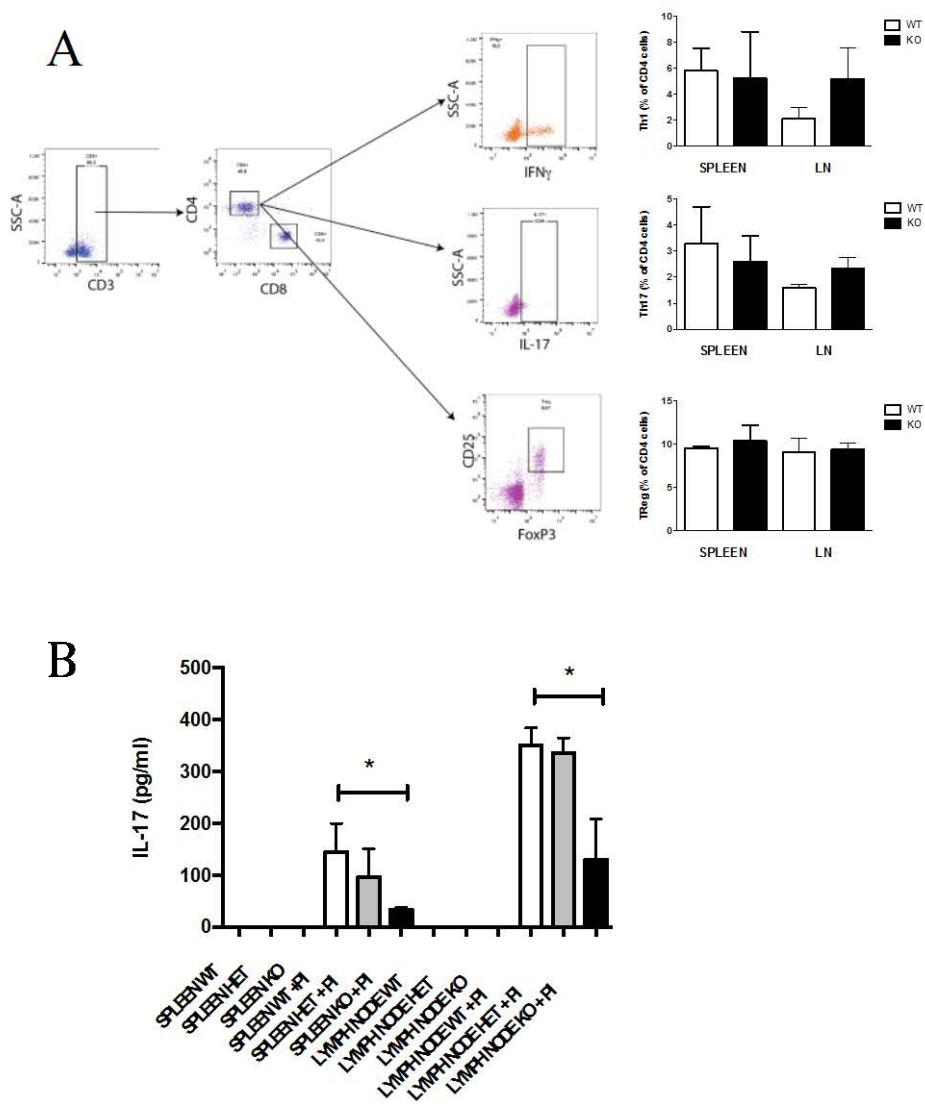 A
SSC-A
CD3
CD4
CD8
SSC-A
IFNγ
SSC-A
IL-17
CD25
FoxP3
Th1 (% of CD4 cells)
0
2
4
6
8
10
SPLEEN
LN
WT
KO
Th17 (% of CD4 cells)
0
1
2
3
4
5
SPLEEN
LN
WT
KO
TReg (% of CD4 cells)
0
5
10
15
SPLEEN
LN
WT
KO
B
IL-17 (pg/ml)
500
400
300
200
100
0
*
*
SPLEEN WT
SPLEEN HET
SPLEEN KO
SPLEEN WT+PI
SPLEEN HET + PI
SPLEEN KO + PI
LYMPH NODE WT
LYMPH NODE HET
LYMPH NODE KO
LYMPH NODE WT + PI
LYMPH NODE HET + PI
LYMPH NODE KO + PI